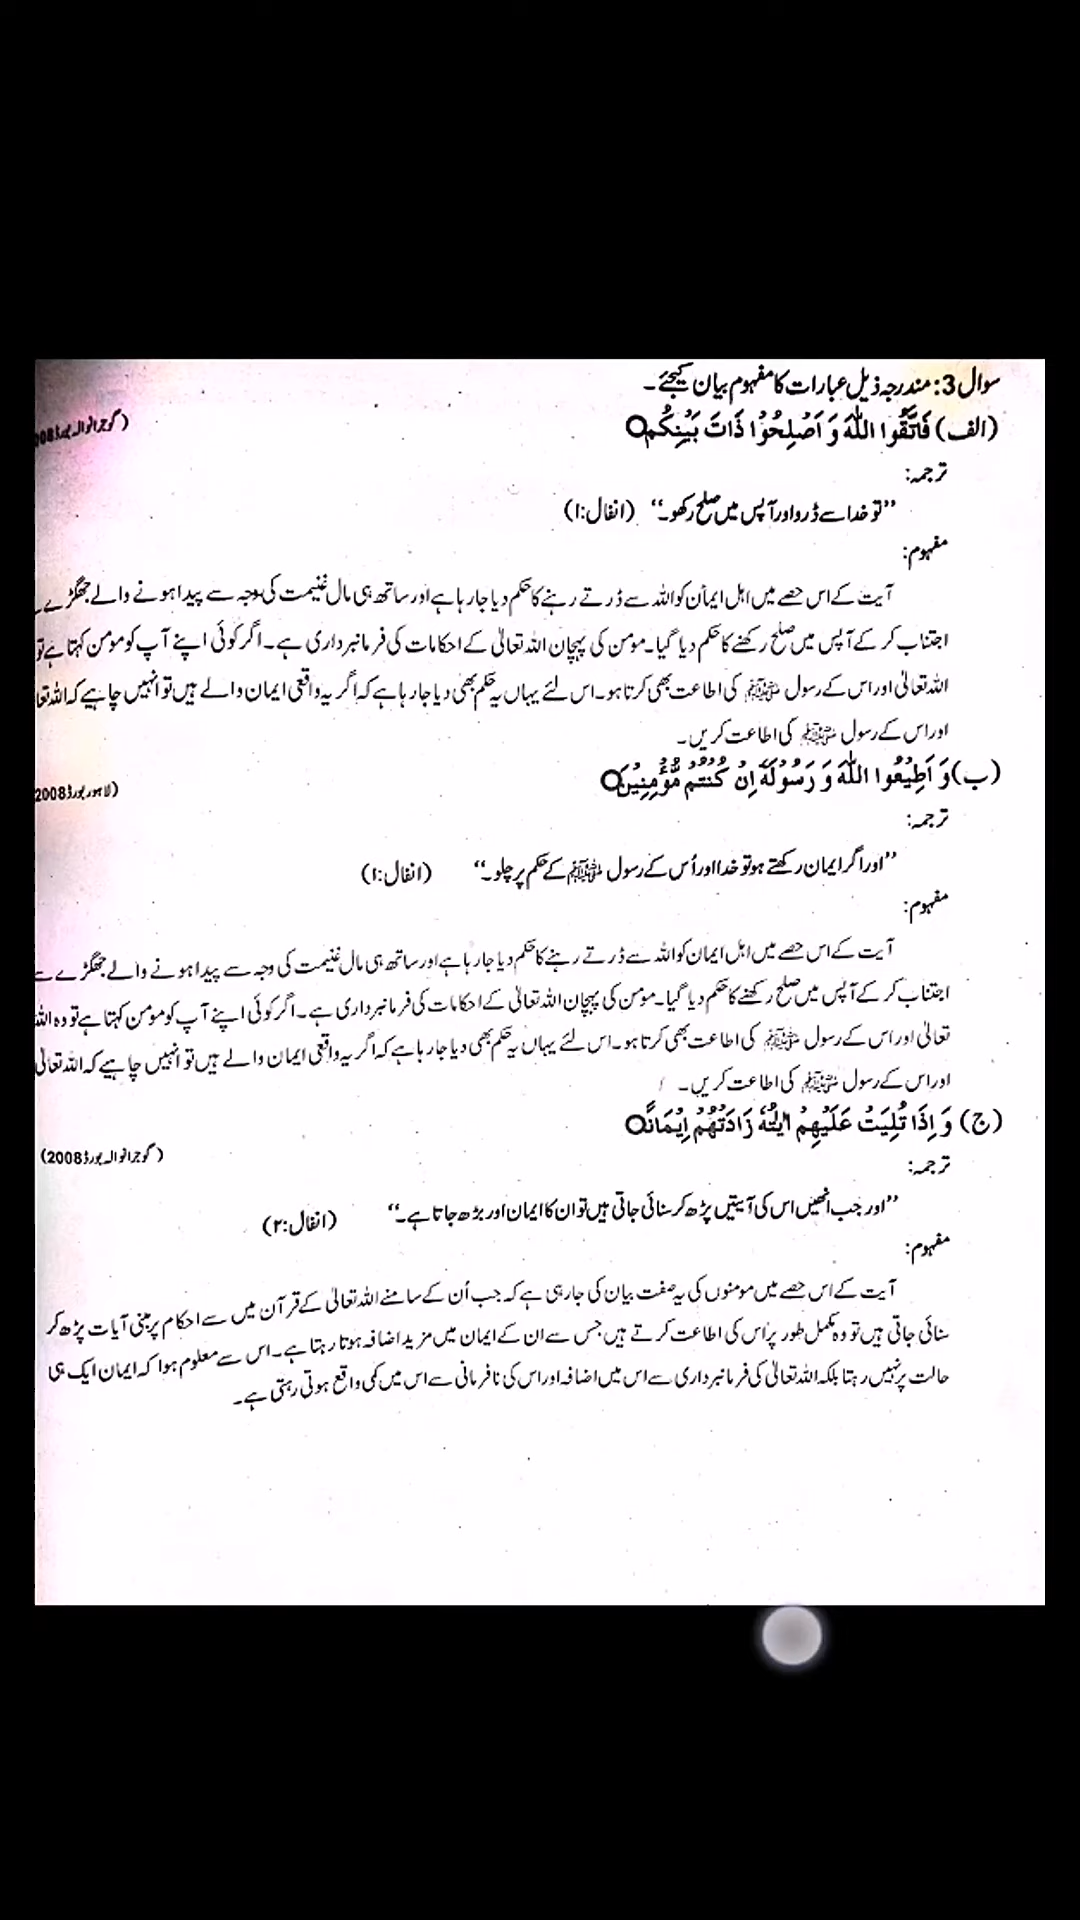 سوال 3: مندرجہ ذیل عبارات کا مفہوم بیان کیجئے۔
(الف) فَاتَّقُوا اللّٰهَ وَ اَصْلِحُوْا ذَاتَ بَيْنِكُمْ
(گوجرانوالہ بورڈ 008
ترجمہ:
’’تو خدا سے ڈرو اور آپس میں صلح رکھو۔‘‘ (انفال:۱)
مفہوم:
آیت کے اس حصے میں اہل ایمان کو اللہ سے ڈرتے رہنے کا حکم دیا جا رہا ہے اور ساتھ ہی مال غنیمت کی وجہ سے پیدا ہونے والے جھگڑے
اجتناب کر کے آپس میں صلح رکھنے کا حکم دیا گیا۔ مومن کی پہچان اللہ تعالیٰ کے احکامات کی فرمانبرداری ہے۔ اگر کوئی اپنے آپ کو مومن کہتا ہے تو
اللہ تعالیٰ اور اس کے رسول ﷺ کی اطاعت بھی کرتا ہو۔ اس لئے یہاں یہ حکم بھی دیا جا رہا ہے کہ اگر یہ واقعی ایمان والے ہیں تو انہیں چاہیے کہ اللہ تعا
اور اس کے رسول ﷺ کی اطاعت کریں۔
(ب) وَ اَطِيْعُوا اللّٰهَ وَ رَسُوْلَهٗٓ اِنْ كُنْتُمْ مُّؤْمِنِيْنَ
(لاہور بورڈ 2008
ترجمہ:
’’اور اگر ایمان رکھتے ہو تو خدا اور اُس کے رسول ﷺ کے حکم پر چلو۔‘‘ (انفال:۱)
مفہوم:
آیت کے اس حصے میں اہل ایمان کو اللہ سے ڈرتے رہنے کا حکم دیا جا رہا ہے اور ساتھ ہی مال غنیمت کی وجہ سے پیدا ہونے والے جھگڑے سے
اجتناب کر کے آپس میں صلح رکھنے کا حکم دیا گیا۔ مومن کی پہچان اللہ تعالیٰ کے احکامات کی فرمانبرداری ہے۔ اگر کوئی اپنے آپ کو مومن کہتا ہے تو وہ اللہ
تعالیٰ اور اس کے رسول ﷺ کی اطاعت بھی کرتا ہو۔ اس لئے یہاں یہ حکم بھی دیا جا رہا ہے کہ اگر یہ واقعی ایمان والے ہیں تو انہیں چاہیے کہ اللہ تعالیٰ
اور اس کے رسول ﷺ کی اطاعت کریں۔
(ج) وَ اِذَا تُلِيَتْ عَلَيْهِمْ اٰيٰتُهٗ زَادَتْهُمْ اِيْمَانًا
(گوجرانوالہ بورڈ 2008)
ترجمہ:
’’اور جب انھیں اس کی آیتیں پڑھ کر سنائی جاتی ہیں تو ان کا ایمان اور بڑھ جاتا ہے۔‘‘ (انفال:۲)
مفہوم:
آیت کے اس حصے میں مومنوں کی یہ صفت بیان کی جا رہی ہے کہ جب اُن کے سامنے اللہ تعالیٰ کے قرآن میں سے احکام پر مبنی آیات پڑھ کر
سنائی جاتی ہیں تو وہ مکمل طور پر اس کی اطاعت کرتے ہیں جس سے ان کے ایمان میں مزید اضافہ ہوتا رہتا ہے۔ اس سے معلوم ہوا کہ ایمان ایک ہی
حالت پر نہیں رہتا بلکہ اللہ تعالیٰ کی فرمانبرداری سے اس میں اضافہ اور اس کی نافرمانی سے اس میں کمی واقع ہوتی رہتی ہے۔